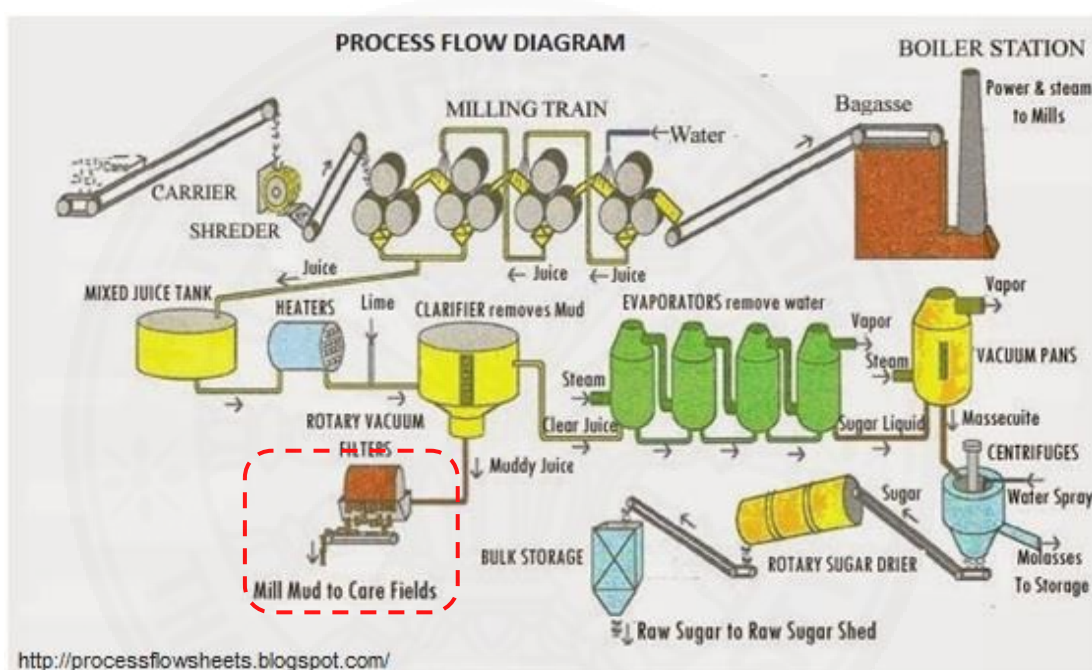 PROCESS FLOW DIAGRAM
BOILER STATION
Power & steam
to Mills
Bagasse
MILLING TRAIN
Water
Cane
CARRIER
SHREDER
Juice
Juice
Juice
MIXED JUICE TANK
HEATERS
Lime
CLARIFIER removes Mud
EVAPORATORS remove water
Vapor
Vapor
VACUUM PANS
Steam
Steam
Clear Juice
Sugar Liquid
Massecuite
ROTARY VACUUM
FILTERS
Muddy Juice
CENTRIFUGES
Water Spray
Sugar
BULK STORAGE
ROTARY SUGAR DRIER
Molasses
To Storage
Mill Mud to Care Fields
Raw Sugar to Raw Sugar Shed
http://processflowsheets.blogspot.com/